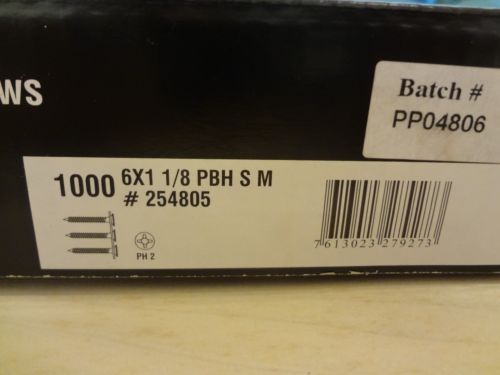 WS
Batch #
PP04806
1000 6X1 1/8 PBH S M
# 254805
PH 2
7 613023 279273